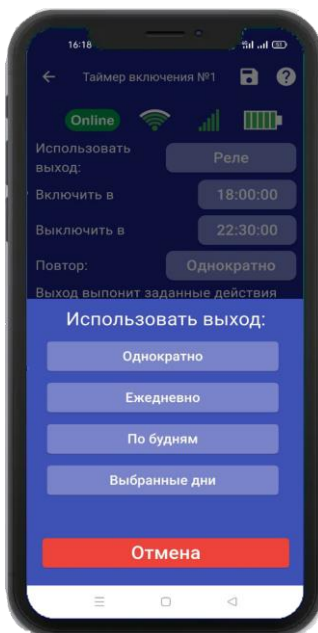 16:18
Таймер включения №1
Online
Использовать выход:
Реле
Включить в
18:00:00
Выключить в
22:30:00
Повтор:
Однократно
Выход выпонит заданные действия
Использовать выход:
Однократно
Ежедневно
По будням
Выбранные дни
Отмена